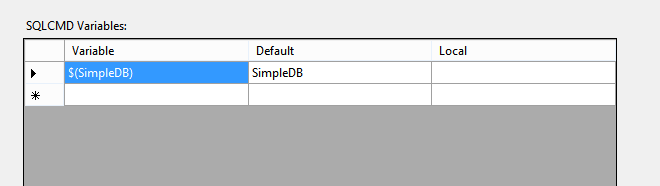 SQLCMD Variables:
Variable Default Local
$(SimpleDB) SimpleDB